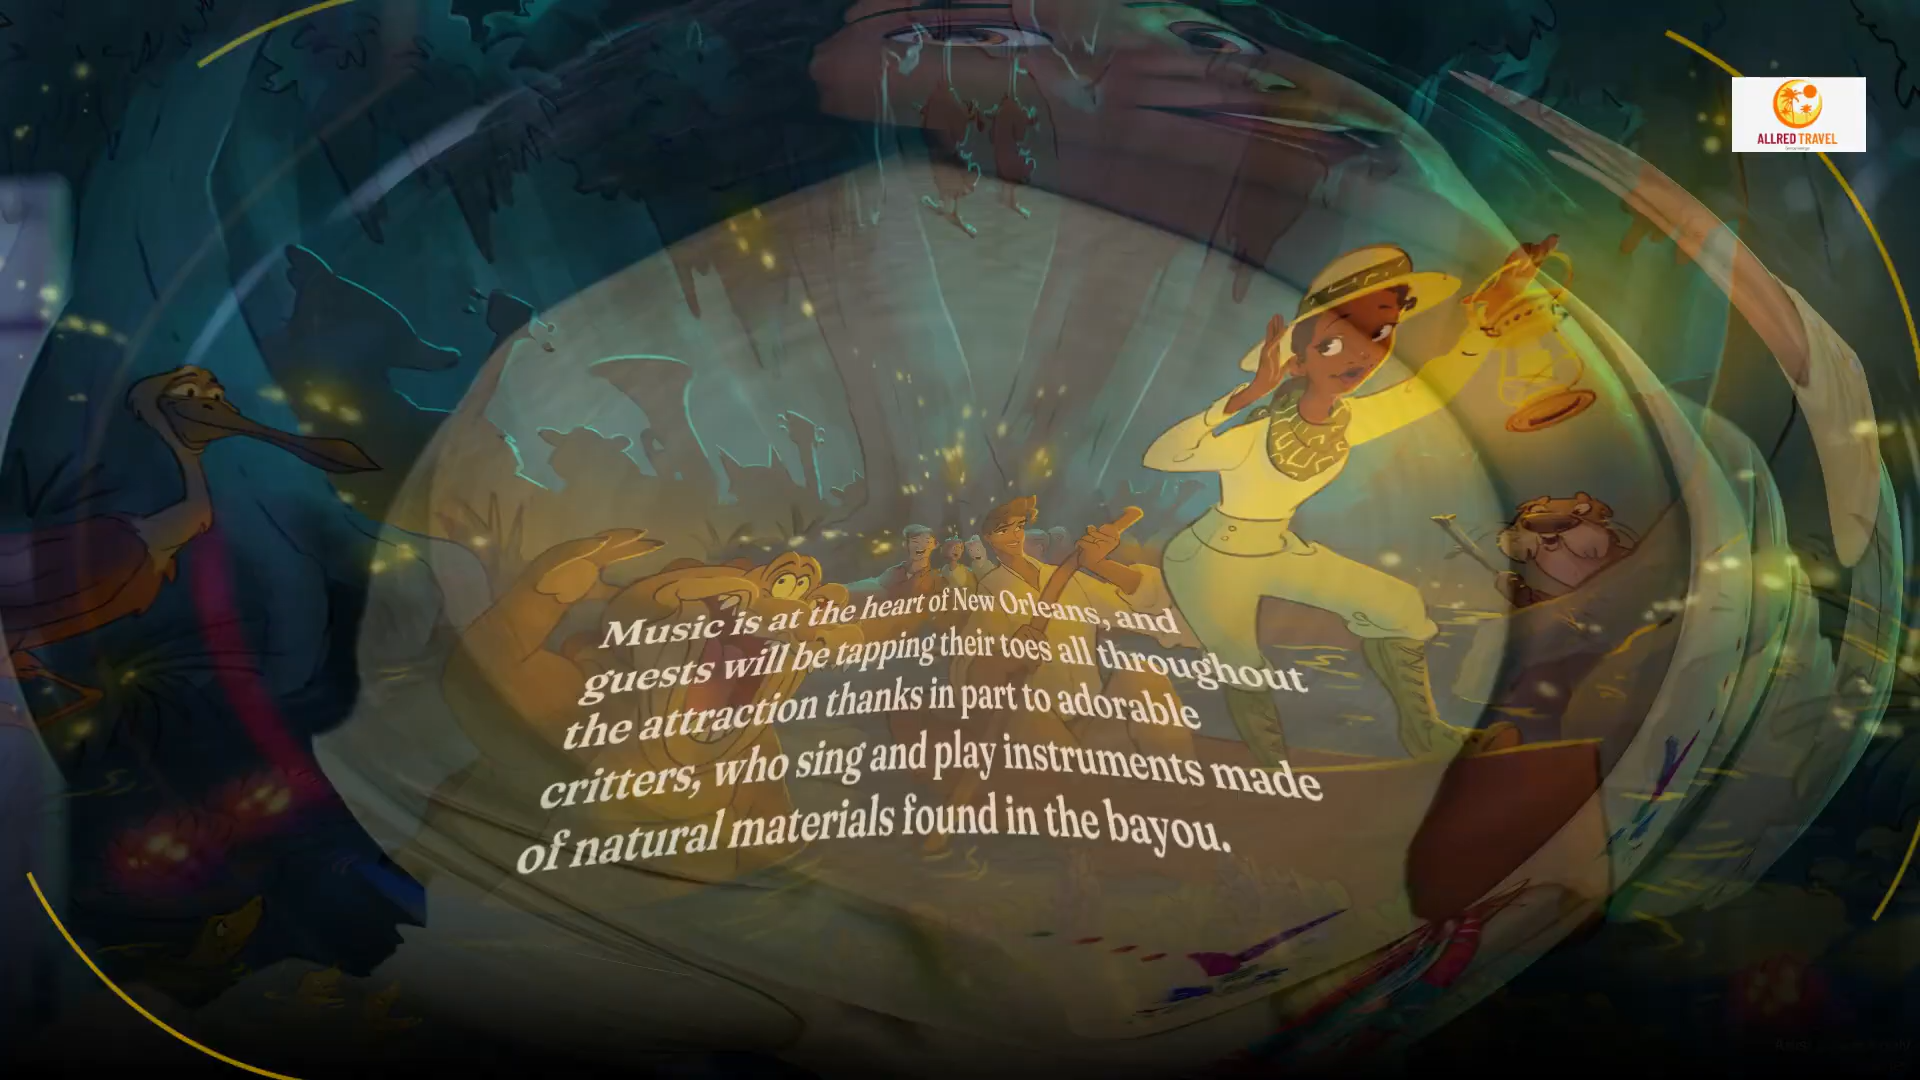 ALLRED TRAVEL
Music is at the heart of New Orleans, and
guests will be tapping their toes all throughout
the attraction thanks in part to adorable
critters, who sing and play instruments made
of natural materials found in the bayou.